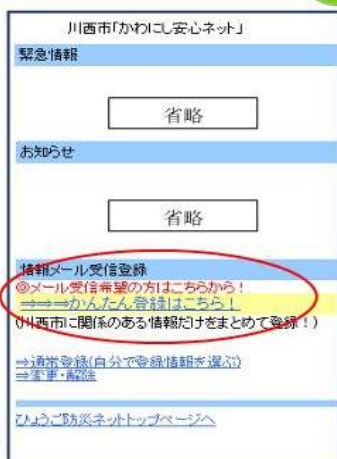 川西市「かわにし安心ネット」
緊急情報
省略
お知らせ
省略
情報メール受信登録
◎メール受信希望の方はこちらから!
⇒⇒⇒かんたん登録はこちら!
(川西市に関係のある情報だけをまとめて登録!)
⇒通常登録(自分で登録情報を選ぶ)
⇒変更・解除
ひょうご防災ネットトップページへ